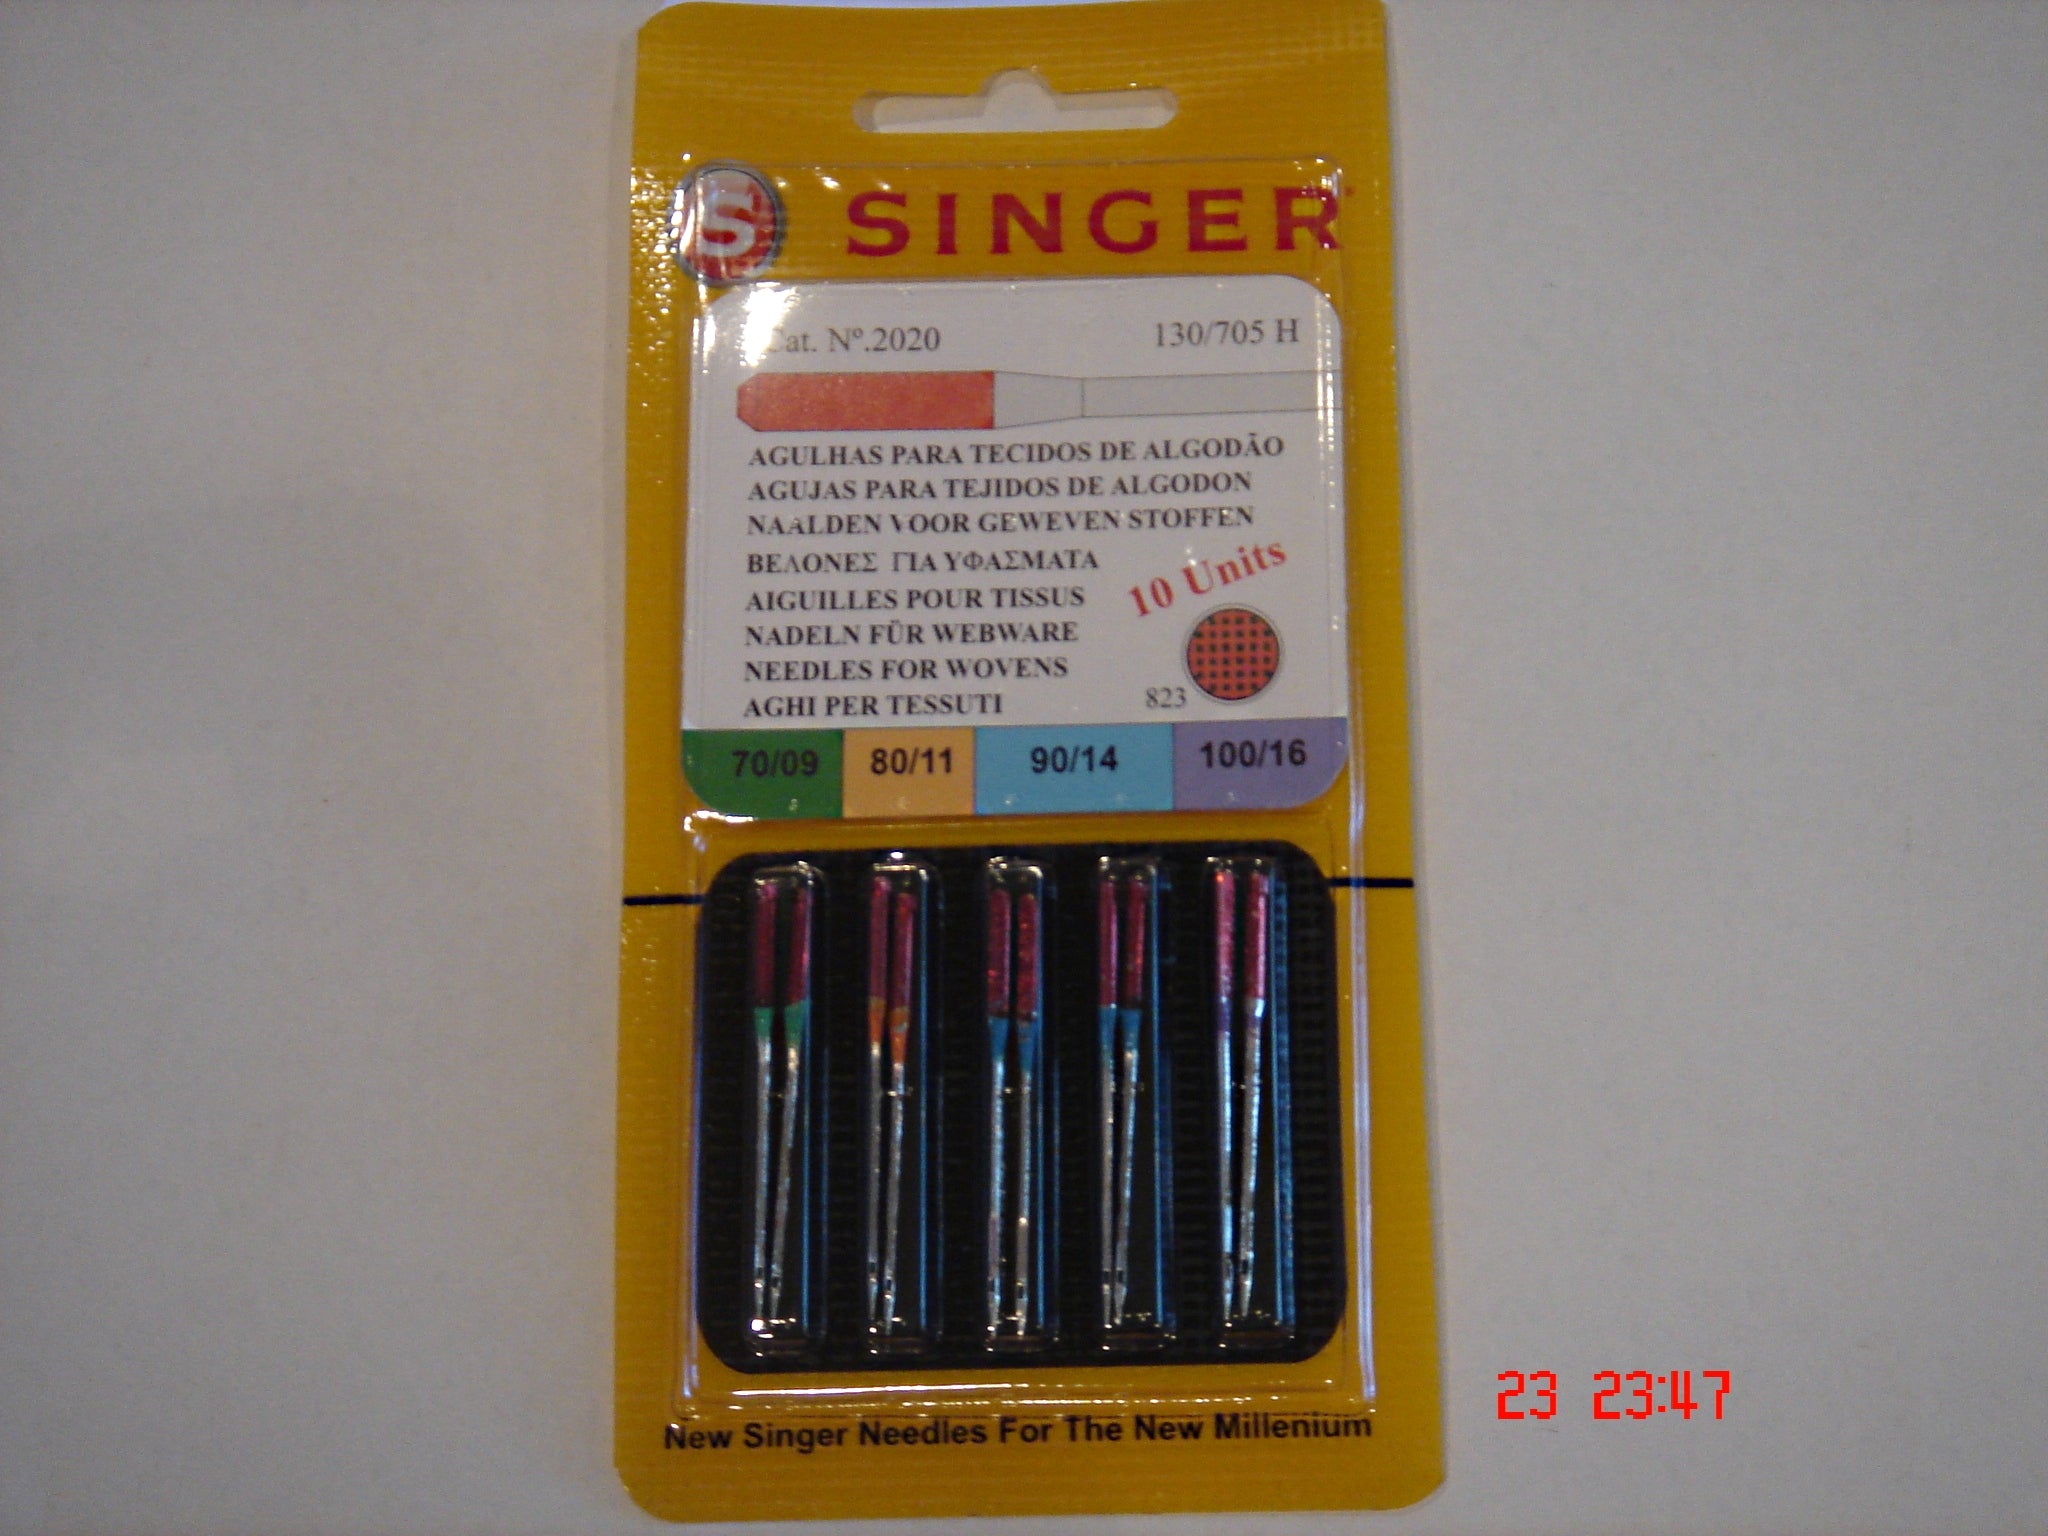 S SINGER
Cat. Nº.2020 130/705 H
AGULHAS PARA TECIDOS DE ALGODÃO
AGUJAS PARA TEJIDOS DE ALGODON
NAALDEN VOOR GEWEVEN STOFFEN
ΒΕΛΟΝΕΣ ΓΙΑ ΥΦΑΣΜΑΤΑ
AIGUILLES POUR TISSUS
NADELN FÜR WEBWARE
NEEDLES FOR WOVENS
AGHI PER TESSUTI
10 Units
823
70/09 80/11 90/14 100/16
New Singer Needles For The New Millenium
23 23:47